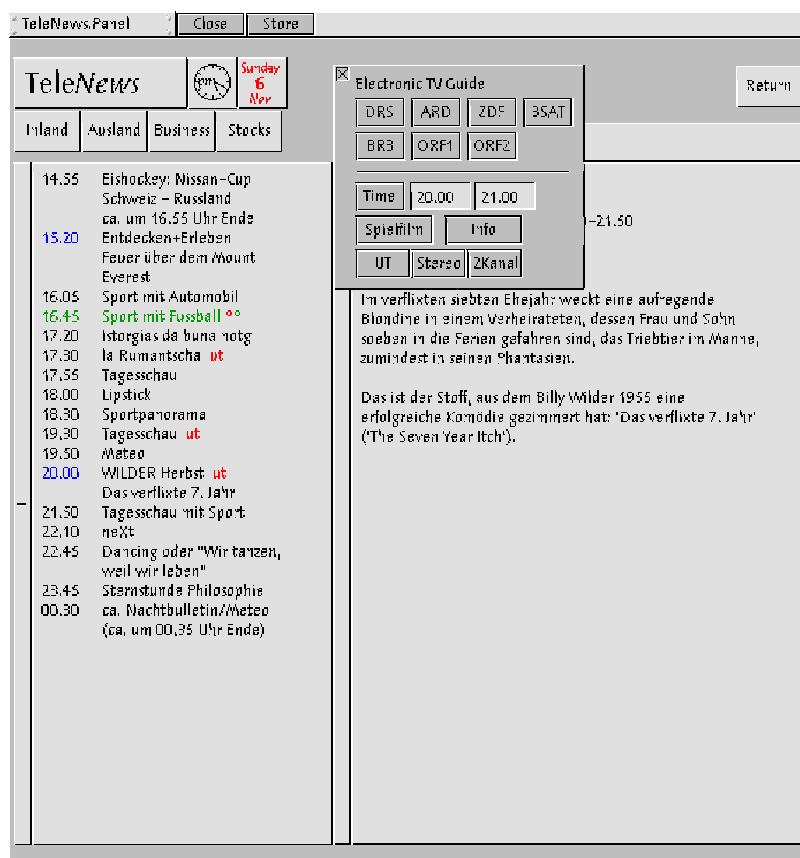 TeleNews.Panel Close Store
TeleNews
pm
Sunday
6
Return
Inland Ausland Business Stocks
Electronic TV Guide
DRS ARD ZDF 3SAT
BR3 ORF1 ORF2
Time 20.00 21.00
Spielfilm Info
UT Stereo 2Kanal
14.55 Eishockey: Nissan-Cup
Schweiz - Russland
ca. um 16.55 Uhr Ende
15.20 Entdecken+Erleben
Feuer über dem Mount
Everest
16.05 Sport mit Automobil
16.45 Sport mit Fussball °°
17.20 Istorgias da buna notg
17.30 la Rumantscha ut
17.55 Tagesschau
18.00 Lipstick
18.30 Sportpanorama
19.30 Tagesschau ut
19.50 Meteo
20.00 WILDER Herbst ut
Das verflixte 7. Jahr
21.50 Tagesschau mit Sport
22.10 neXt
22.45 Dancing oder "Wir tanzen,
weil wir leben"
23.45 Sternstunde Philosophie
00.30 ca. Nachtbulletin/Meteo
(ca. um 00.35 Uhr Ende)
-21.50
Im verflixten siebten Ehejahr weckt eine aufregende
Blondine in einem Verheirateten, dessen Frau und Sohn
soeben in die Ferien gefahren sind, das Triebtier im Manne,
zumindest in seinen Phantasien.
Das ist der Stoff, aus dem Billy Wilder 1955 eine
erfolgreiche Komödie gezimmert hat: 'Das verflixte 7. Jahr'
('The Seven Year Itch').